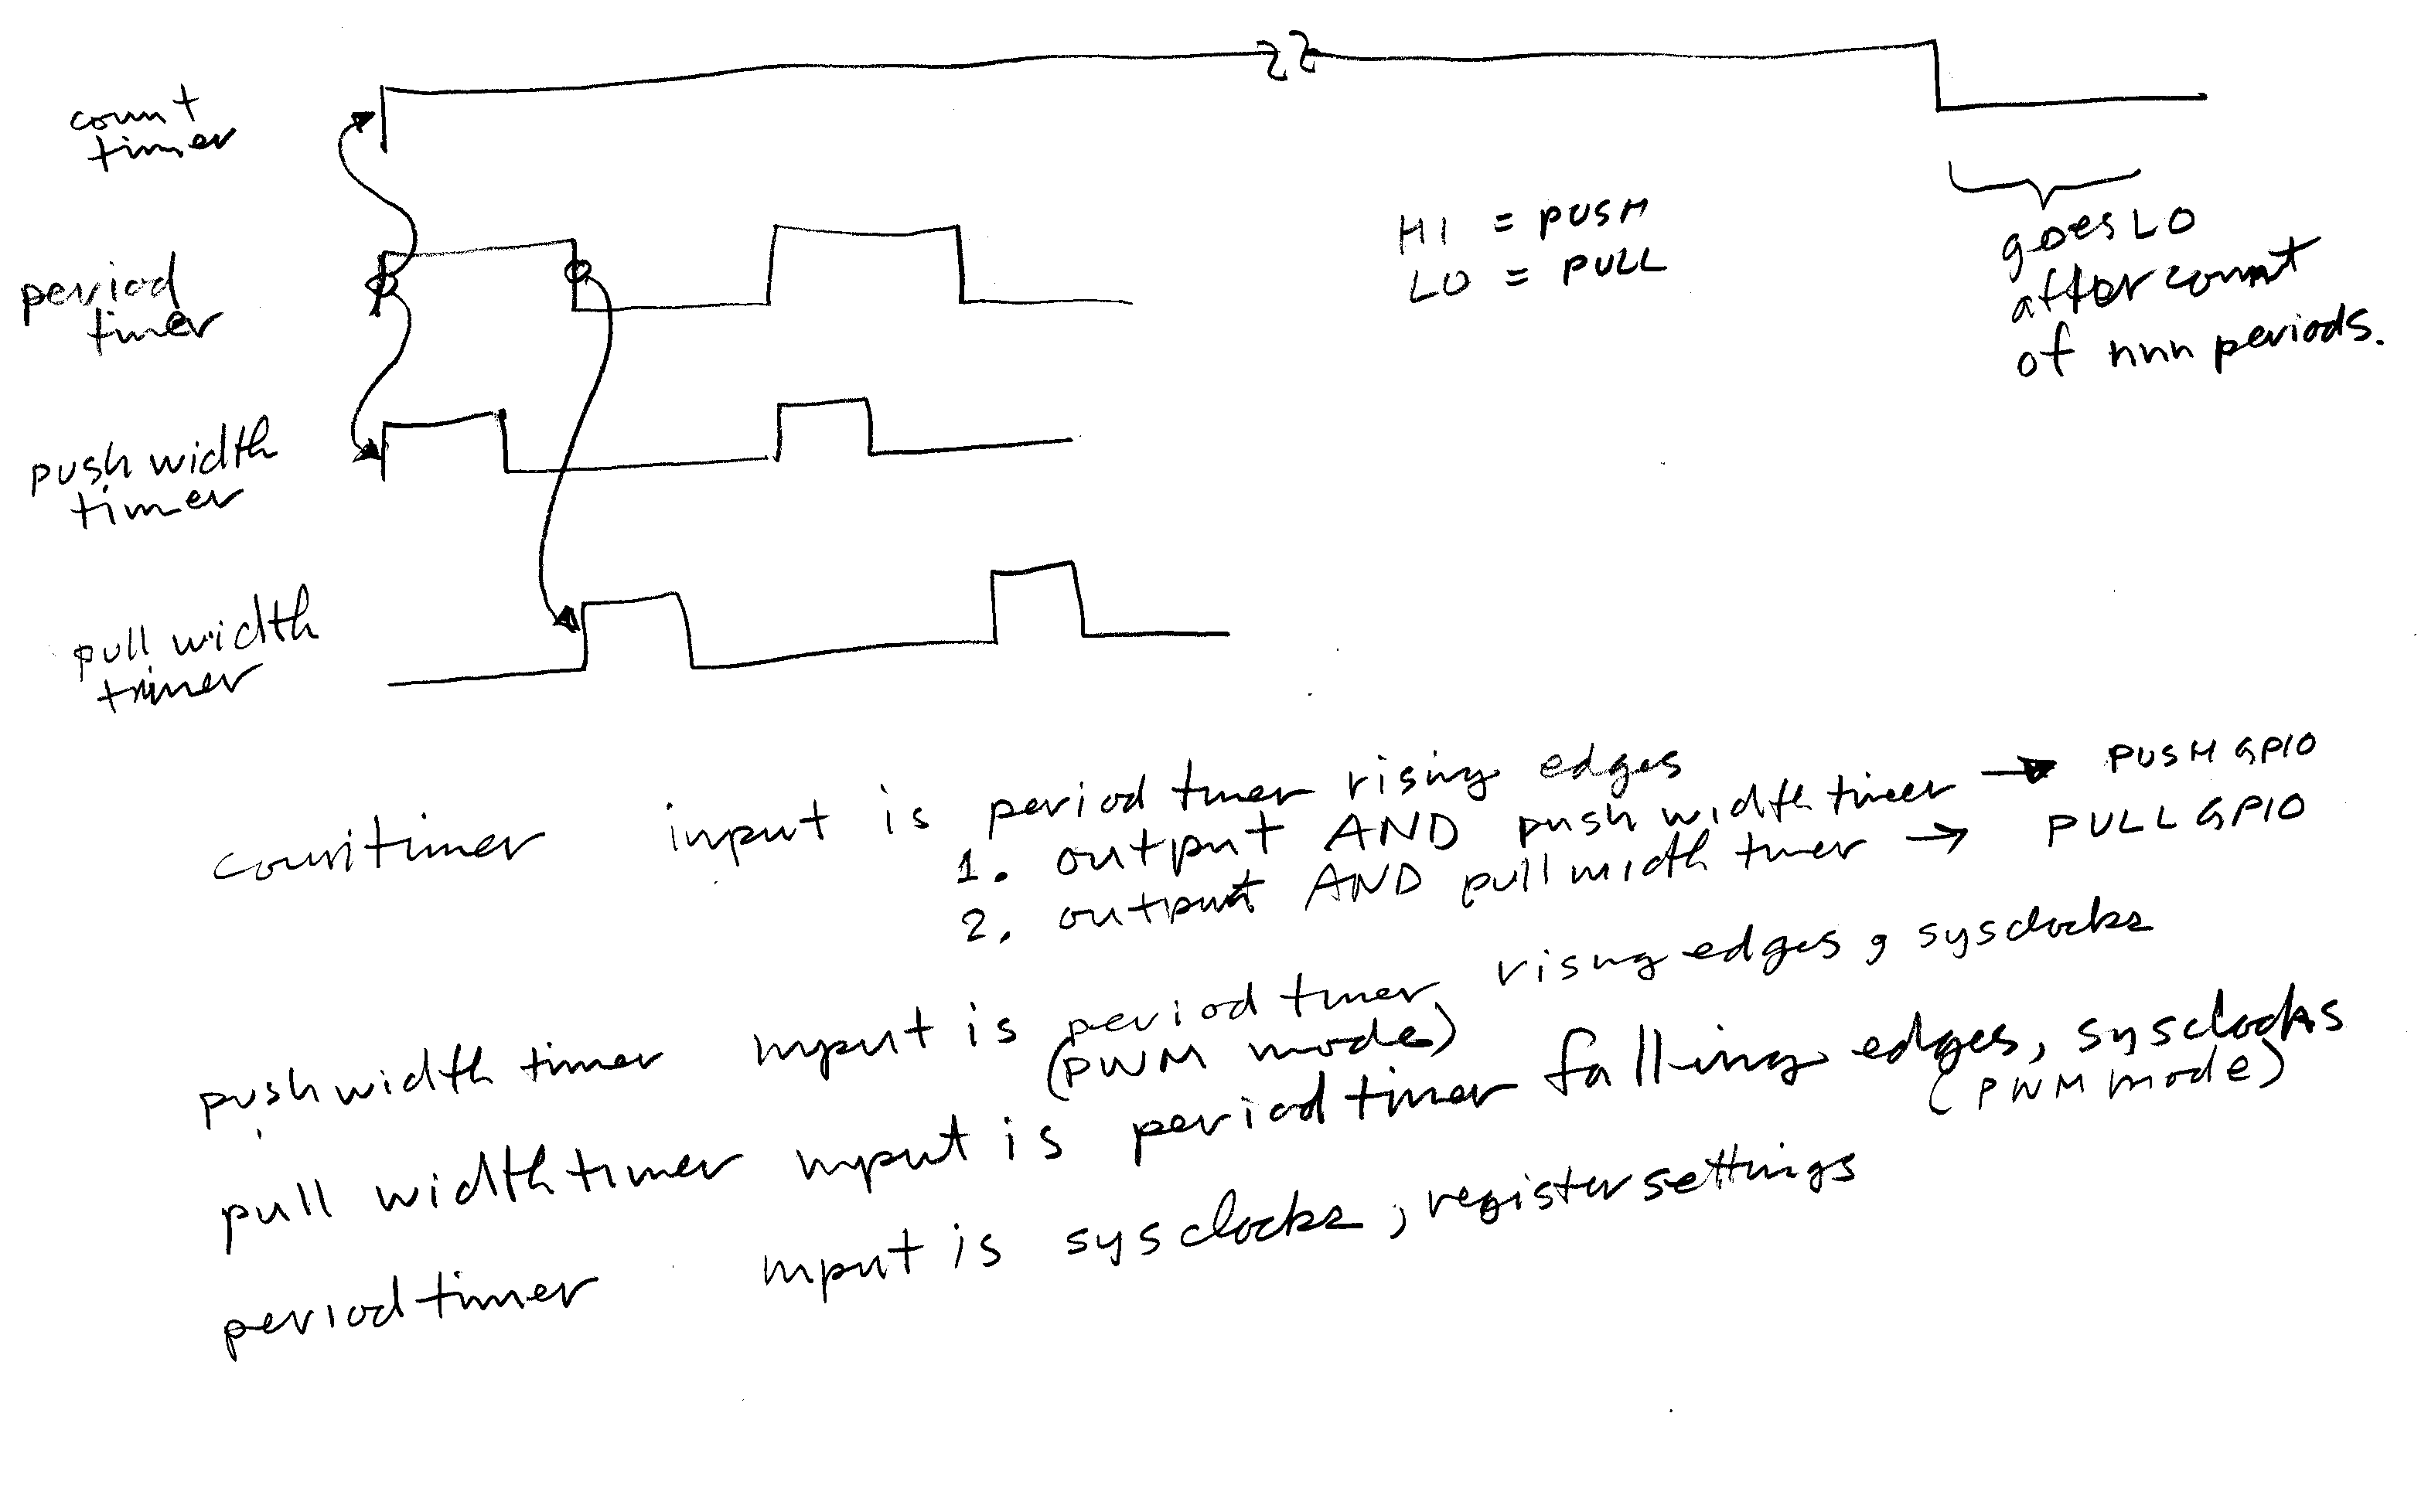 count
timer
period
timer
HI = PUSH
LO = PULL
goes LO
after count
of nnn periods.
push width
timer
pull width
timer
count timer input is period timer rising edges
1. output AND push width timer → PUSH GPIO
2. output AND pull width timer → PULL GPIO
push width timer input is period timer rising edges, sysclocks
(PWM mode)
pull width timer input is period timer falling edges, sysclocks
(PWM mode)
period timer input is sysclocks, register settings